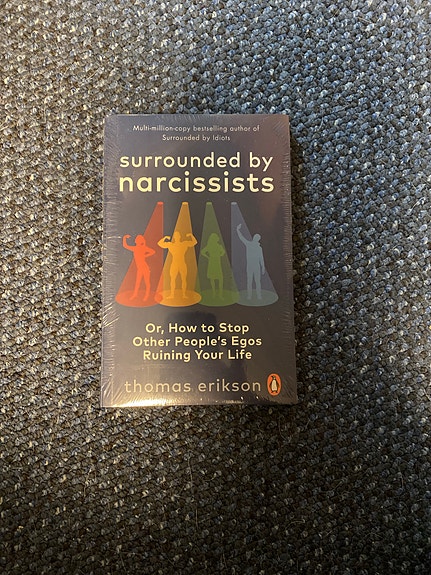 Multi-million-copy bestselling author of
Surrounded by Idiots
surrounded by
narcissists
Or, How to Stop
Other People's Egos
Ruining Your Life
thomas erikson